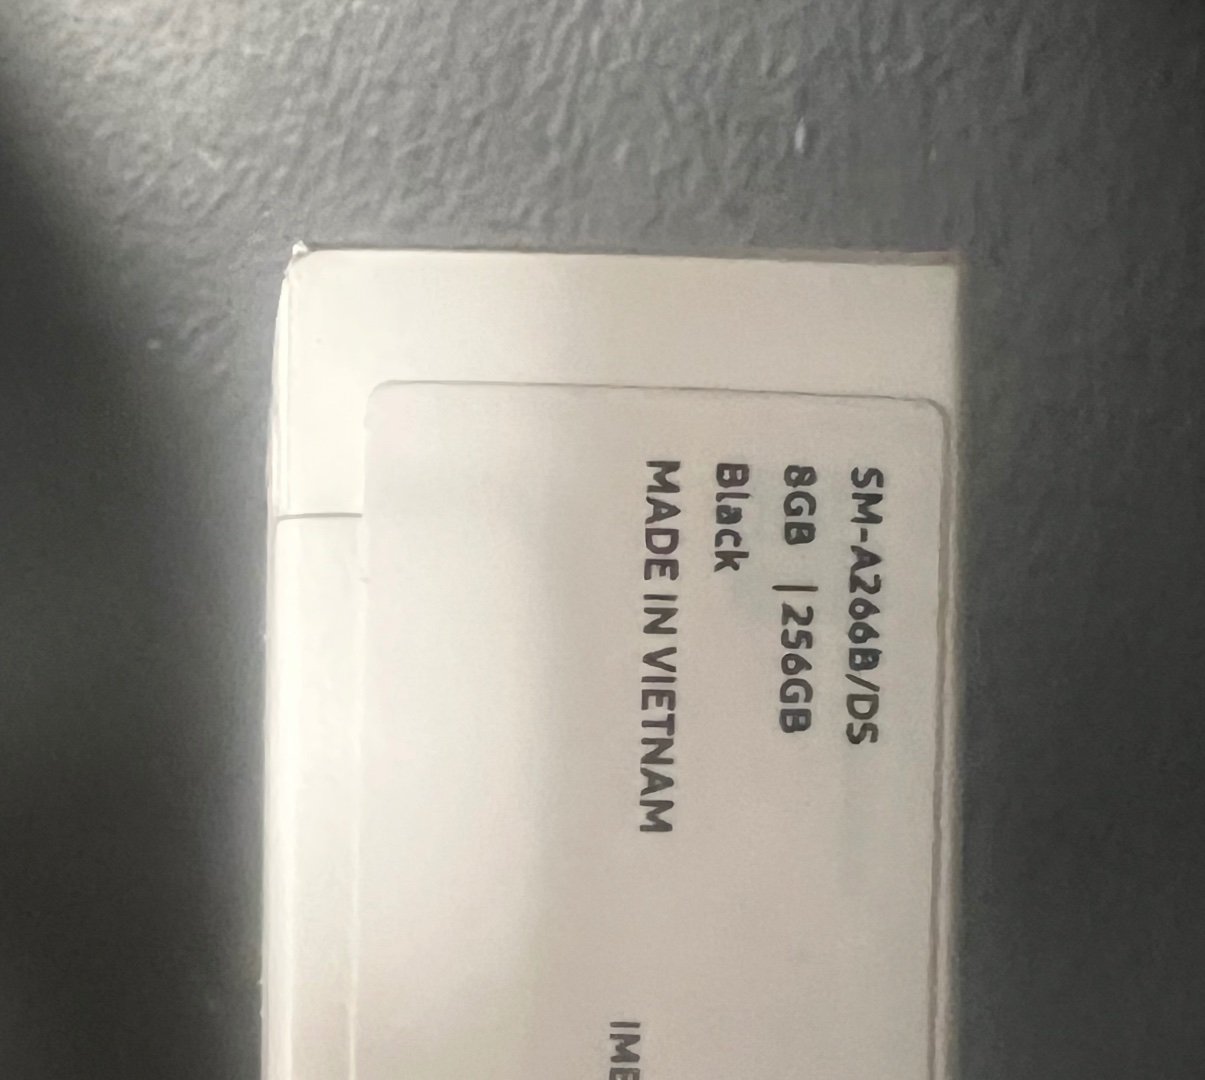 SM-A266B/DS
8GB | 256GB
Black
MADE IN VIETNAM